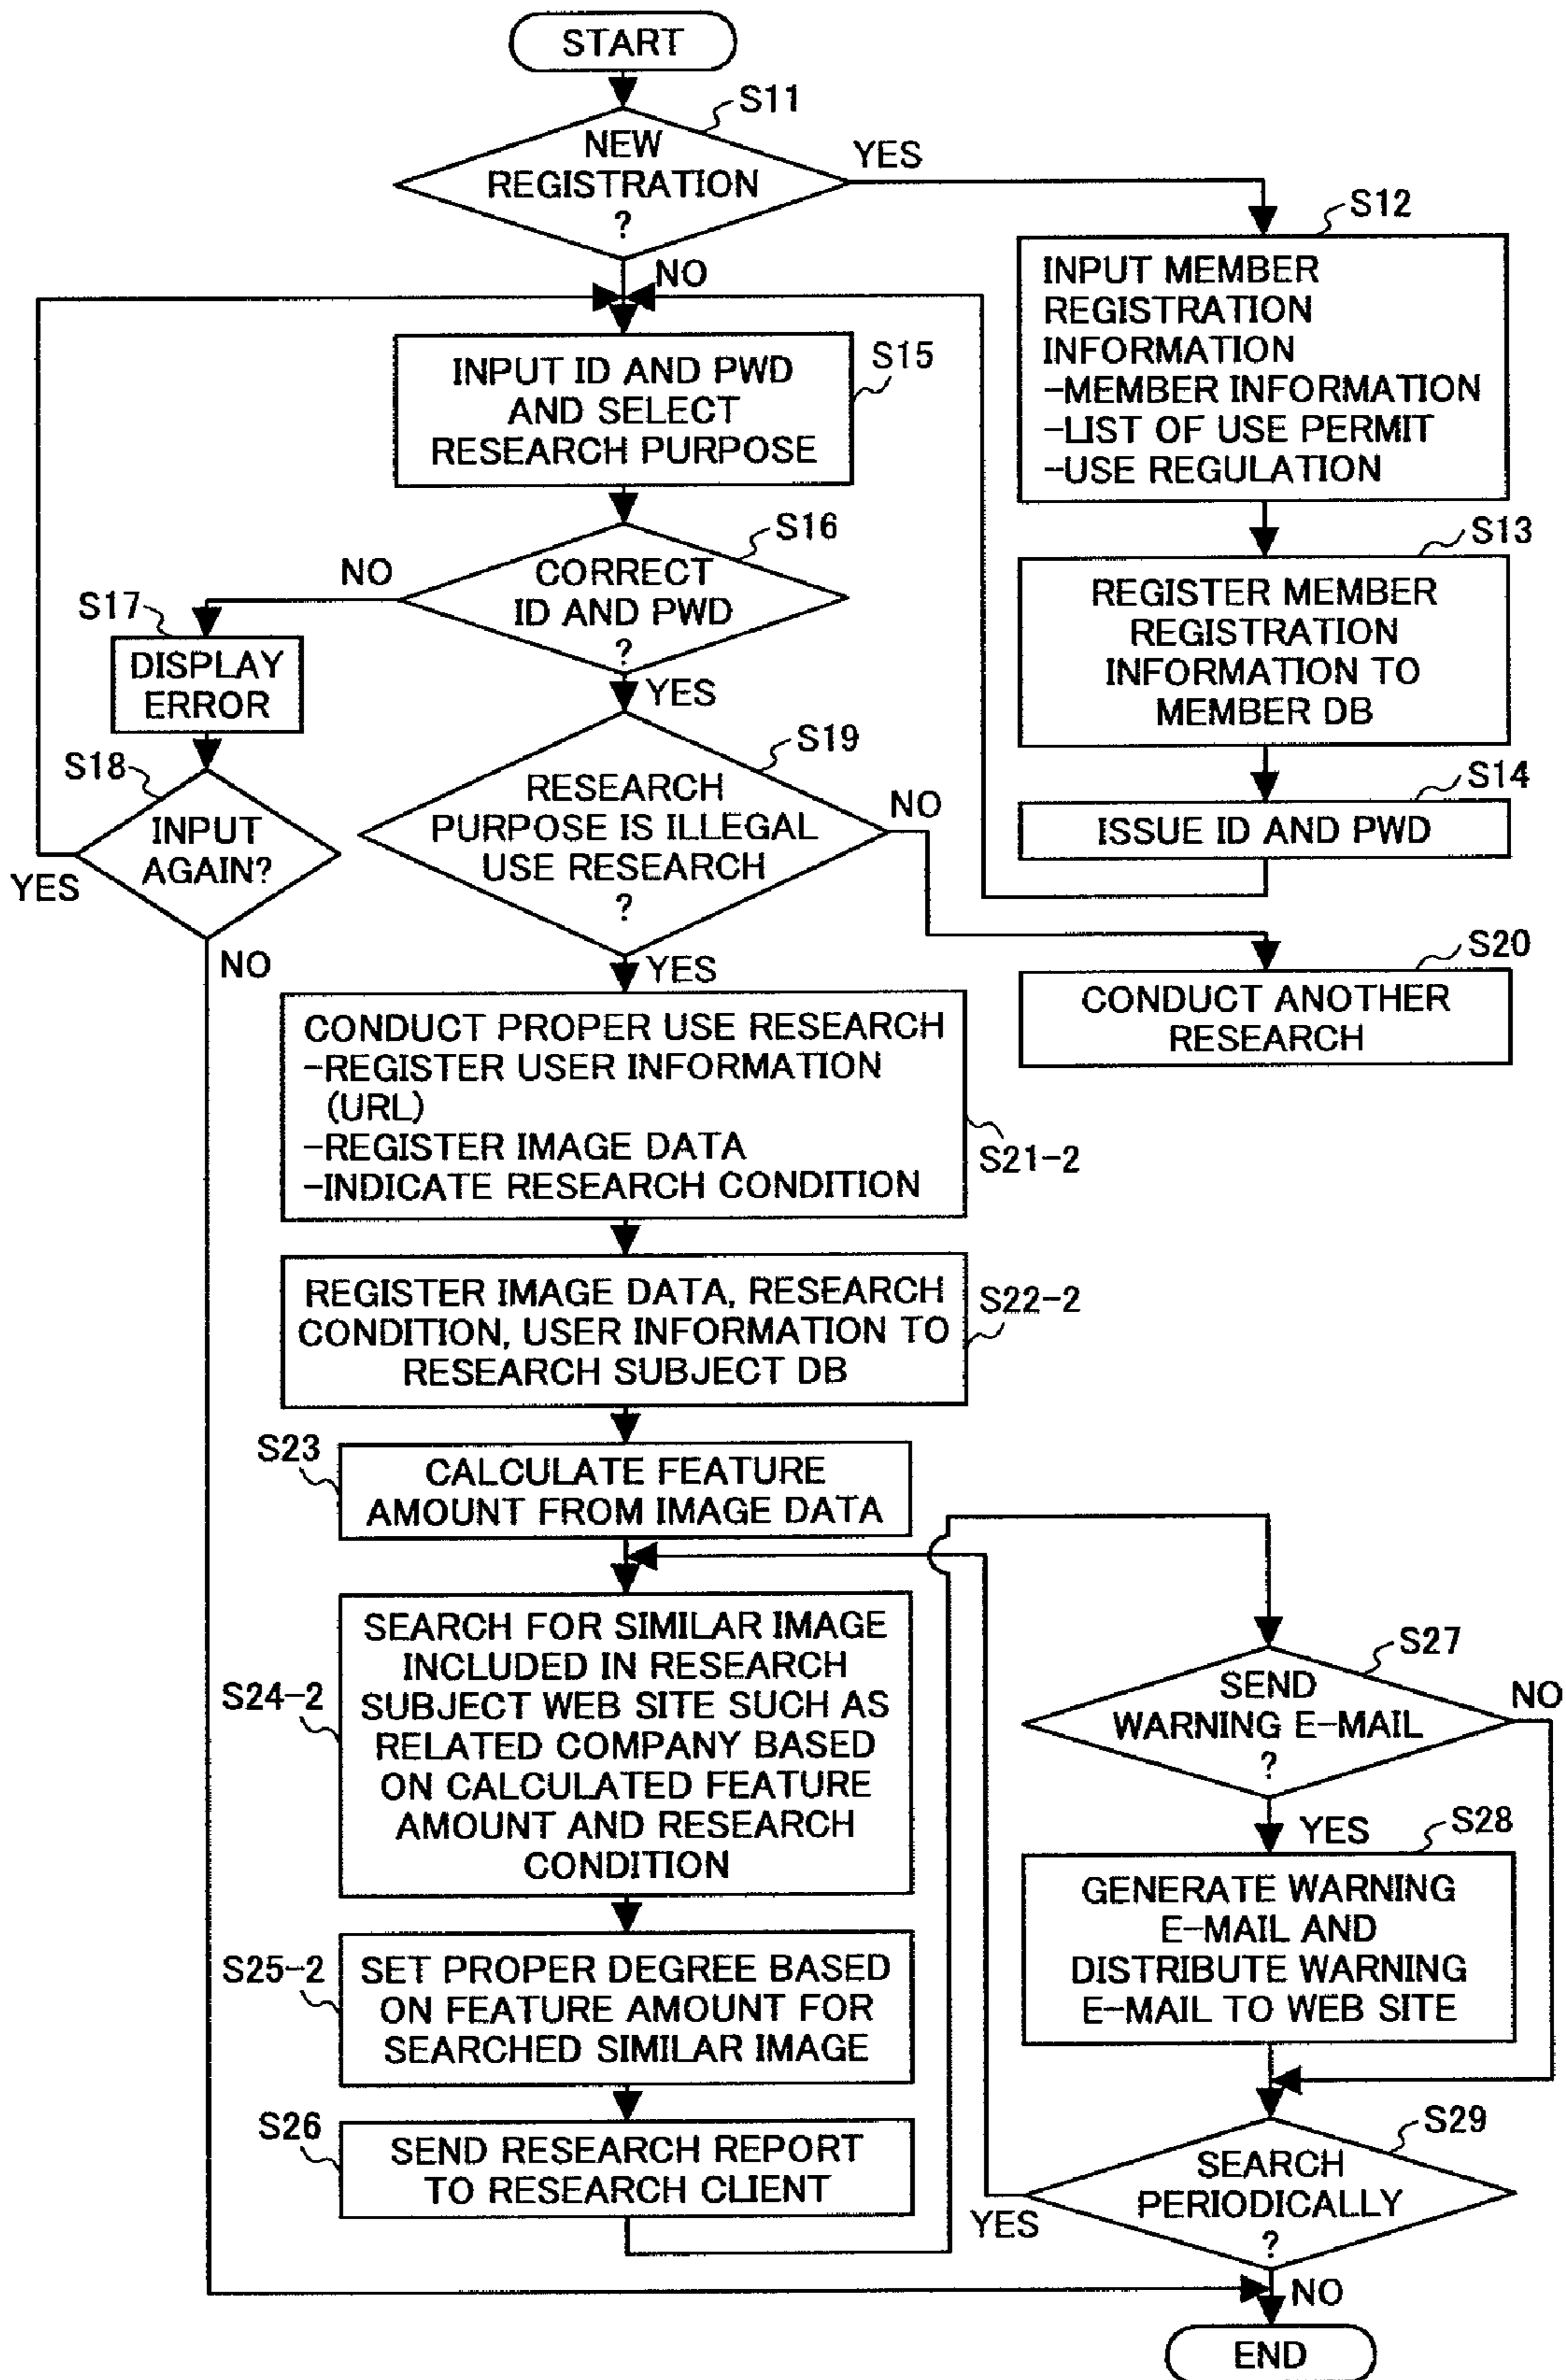 START
S11
NEW
REGISTRATION
?
YES
NO
S12
INPUT MEMBER
REGISTRATION
INFORMATION
-MEMBER INFORMATION
-LIST OF USE PERMIT
-USE REGULATION
S15
INPUT ID AND PWD
AND SELECT
RESEARCH PURPOSE
S13
REGISTER MEMBER
REGISTRATION
INFORMATION TO
MEMBER DB
S16
CORRECT
ID AND PWD
?
NO
YES
S17
DISPLAY
ERROR
S18
INPUT
AGAIN?
YES
NO
S14
ISSUE ID AND PWD
S19
RESEARCH
PURPOSE IS ILLEGAL
USE RESEARCH
?
NO
YES
S20
CONDUCT ANOTHER
RESEARCH
CONDUCT PROPER USE RESEARCH
-REGISTER USER INFORMATION
(URL)
-REGISTER IMAGE DATA
-INDICATE RESEARCH CONDITION
S21-2
REGISTER IMAGE DATA, RESEARCH
CONDITION, USER INFORMATION TO
RESEARCH SUBJECT DB
S22-2
S23
CALCULATE FEATURE
AMOUNT FROM IMAGE DATA
S24-2
SEARCH FOR SIMILAR IMAGE
INCLUDED IN RESEARCH
SUBJECT WEB SITE SUCH AS
RELATED COMPANY BASED
ON CALCULATED FEATURE
AMOUNT AND RESEARCH
CONDITION
S25-2
SET PROPER DEGREE BASED
ON FEATURE AMOUNT FOR
SEARCHED SIMILAR IMAGE
S26
SEND RESEARCH REPORT
TO RESEARCH CLIENT
S27
SEND
WARNING E-MAIL
?
NO
YES
S28
GENERATE WARNING
E-MAIL AND
DISTRIBUTE WARNING
E-MAIL TO WEB SITE
S29
SEARCH
PERIODICALLY
?
YES
NO
END